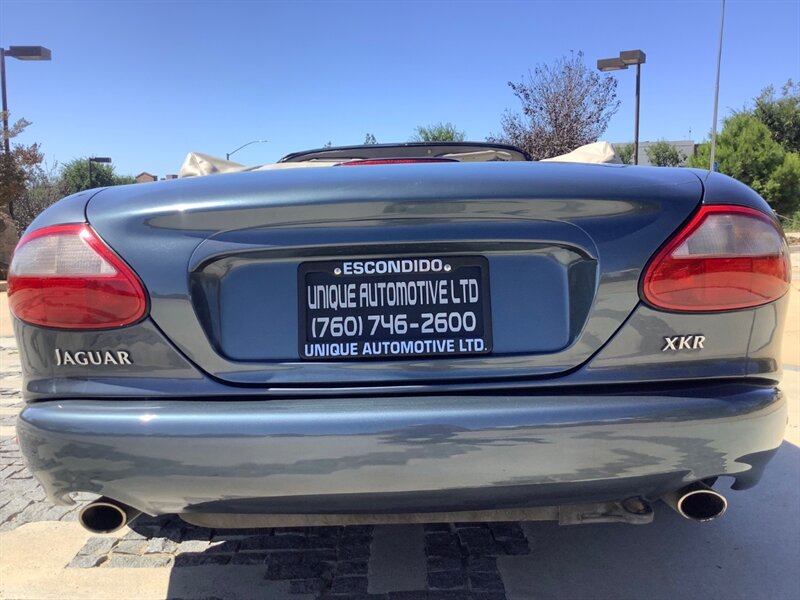 ESCONDIDO
UNIQUE AUTOMOTIVE LTD
(760) 746-2600
UNIQUE AUTOMOTIVE LTD.
JAGUAR
XKR